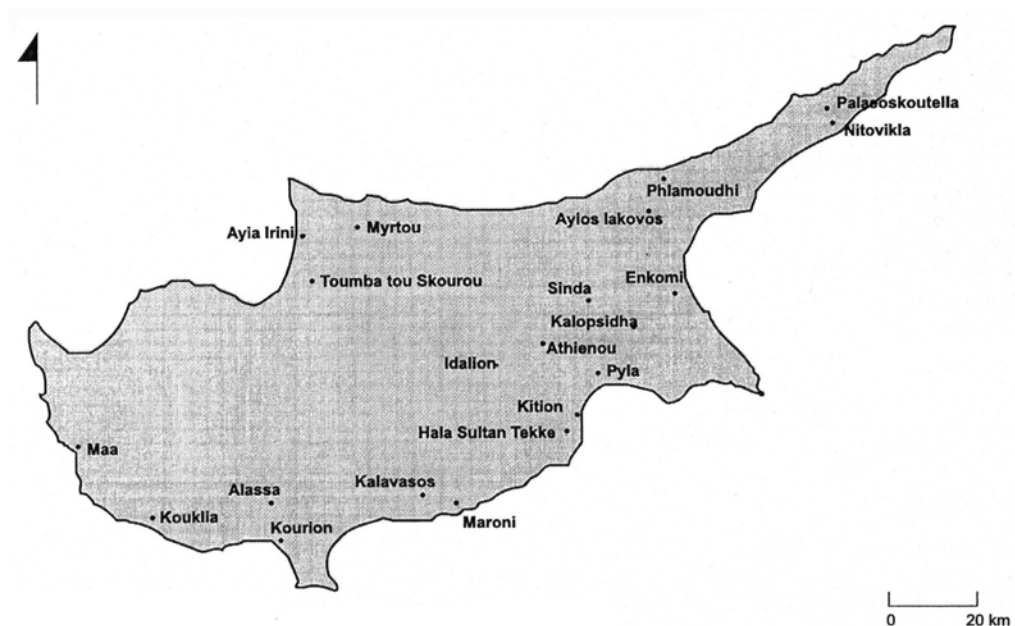 Palasoskoutella
Nitovikla
Phlamoudhi
Ayios Iakovos
Ayia Irini
Myrtou
Toumba tou Skourou
Enkomi
Sinda
Kalopsidha
Athienou
Idalion
Pyla
Kition
Hala Sultan Tekke
Maa
Kalavasos
Alassa
Maroni
Kouklia
Kourion
0 20 km